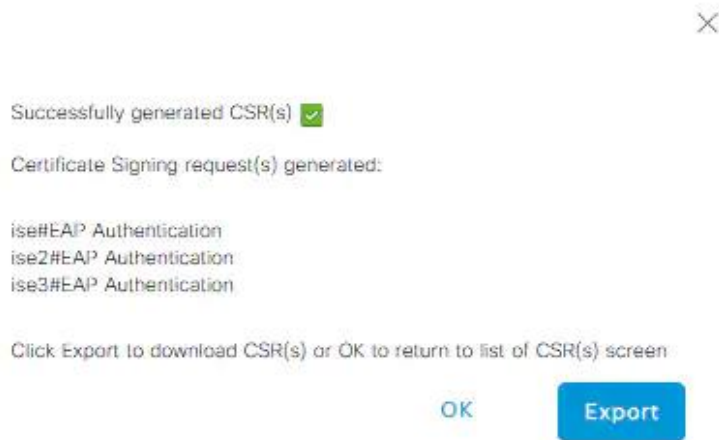 Successfully generated CSR(s) ✅
Certificate Signing request(s) generated:
ise#EAP Authentication
ise2#EAP Authentication
ise3#EAP Authentication
Click Export to download CSR(s) or OK to return to list of CSR(s) screen
OK Export